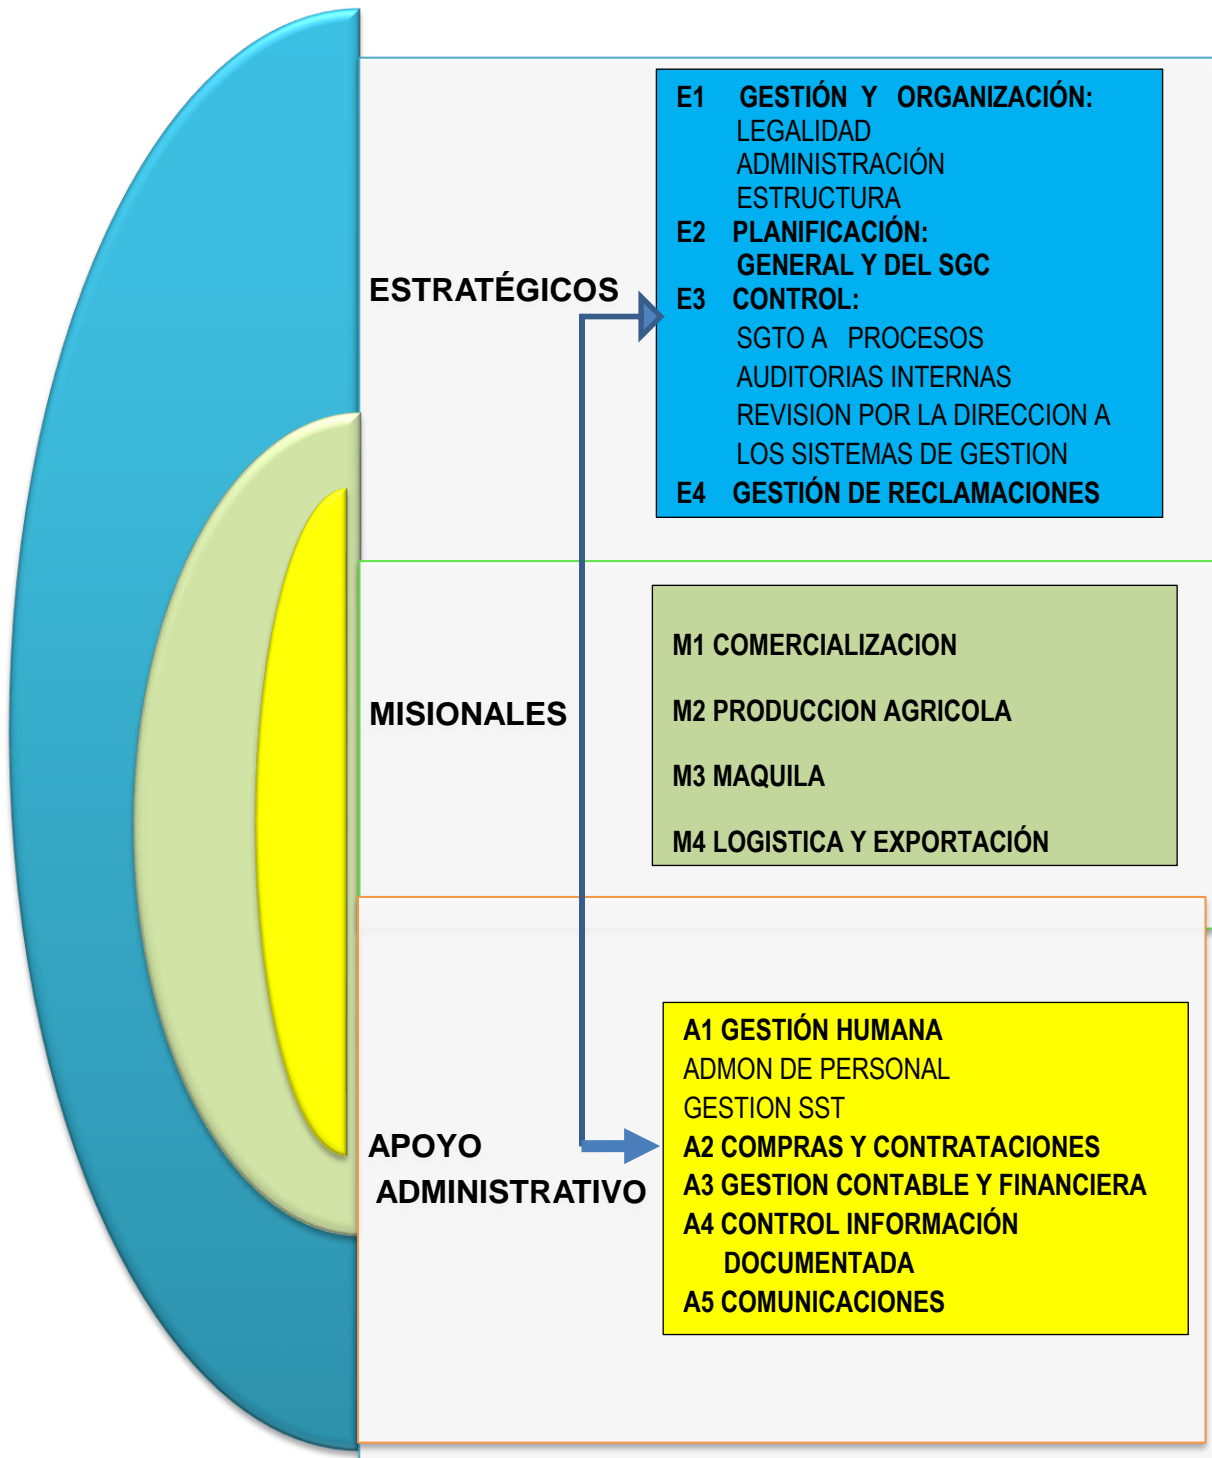 ESTRATÉGICOS
E1 GESTIÓN Y ORGANIZACIÓN:
LEGALIDAD
ADMINISTRACIÓN
ESTRUCTURA
E2 PLANIFICACIÓN:
GENERAL Y DEL SGC
E3 CONTROL:
SGTO A PROCESOS
AUDITORIAS INTERNAS
REVISION POR LA DIRECCION A
LOS SISTEMAS DE GESTION
E4 GESTIÓN DE RECLAMACIONES
MISIONALES
M1 COMERCIALIZACION
M2 PRODUCCION AGRICOLA
M3 MAQUILA
M4 LOGISTICA Y EXPORTACIÓN
APOYO
ADMINISTRATIVO
A1 GESTIÓN HUMANA
ADMON DE PERSONAL
GESTION SST
A2 COMPRAS Y CONTRATACIONES
A3 GESTION CONTABLE Y FINANCIERA
A4 CONTROL INFORMACIÓN
DOCUMENTADA
A5 COMUNICACIONES